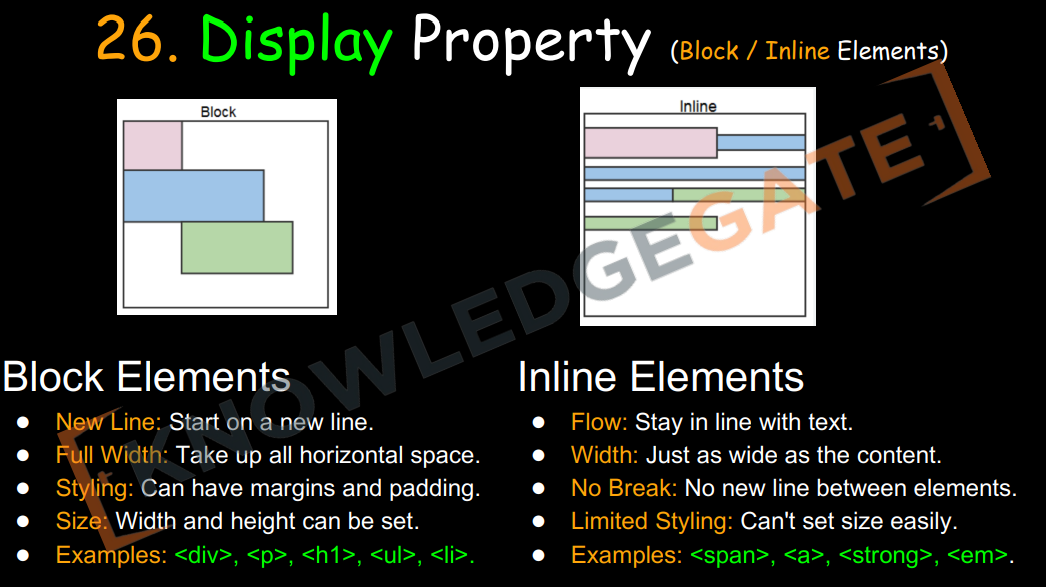 26. Display Property (Block / Inline Elements)
Block
Inline
KNOWLEDGEGATE
Block Elements
● New Line: Start on a new line.
● Full Width: Take up all horizontal space.
● Styling: Can have margins and padding.
● Size: Width and height can be set.
● Examples: <div>, <p>, <h1>, <ul>, <li>.
Inline Elements
● Flow: Stay in line with text.
● Width: Just as wide as the content.
● No Break: No new line between elements.
● Limited Styling: Can't set size easily.
● Examples: <span>, <a>, <strong>, <em>.